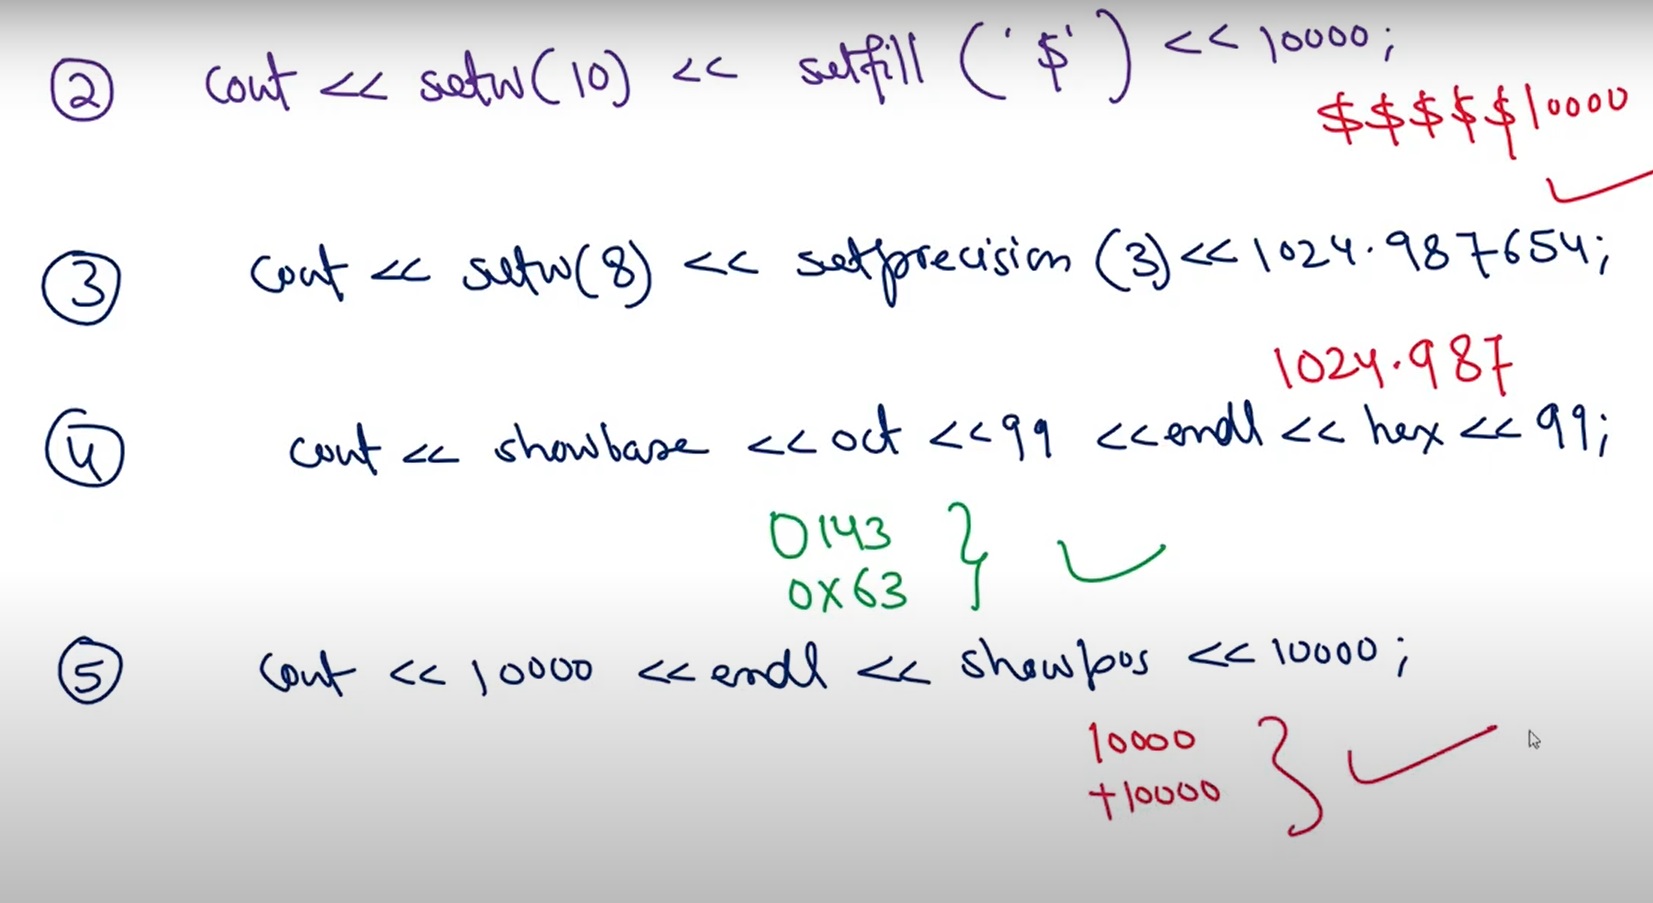 ② cout << setw(10) << setfill ('$') << 10000;
$$$$$10000
③ cout << setw(8) << setprecision (3) << 1024.987654;
1024.987
④ cout << showbase << oct << 99 << endl << hex << 99;
0143
0x63
⑤ cout << 10000 << endl << showpos << 10000;
10000
+10000